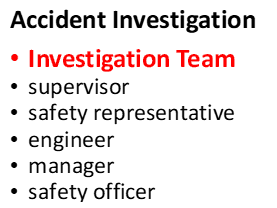 Accident Investigation
• Investigation Team
• supervisor
• safety representative
• engineer
• manager
• safety officer